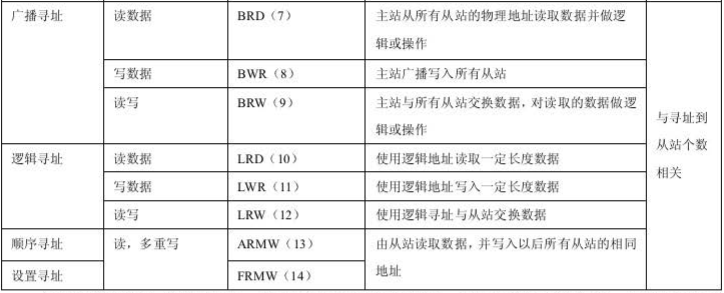 广播寻址 读数据 BRD（7） 主站从所有从站的物理地址读取数据并做逻
辑或操作
写数据 BWR（8） 主站广播写入所有从站
读写 BRW（9） 主站与所有从站交换数据，对读取的数据做逻
辑或操作
与寻址到
从站个数
相关
逻辑寻址 读数据 LRD（10） 使用逻辑地址读取一定长度数据
写数据 LWR（11） 使用逻辑地址写入一定长度数据
读写 LRW（12） 使用逻辑寻址与从站交换数据
顺序寻址 读，多重写 ARMW（13） 由从站读取数据，并写入以后所有从站的相同
地址
设置寻址 FRMW（14）